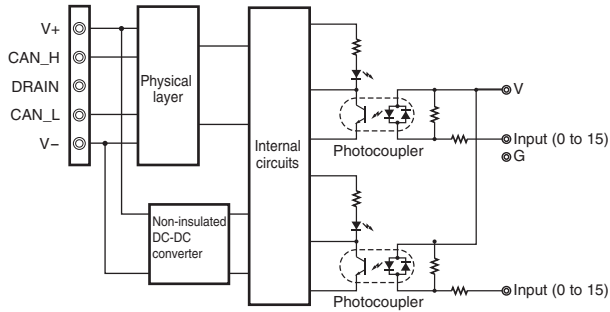 V+
CAN_H
DRAIN
CAN_L
V−
Physical
layer
Non-insulated
DC-DC
converter
Internal
circuits
Photocoupler
V
Input (0 to 15)
G
Photocoupler
Input (0 to 15)